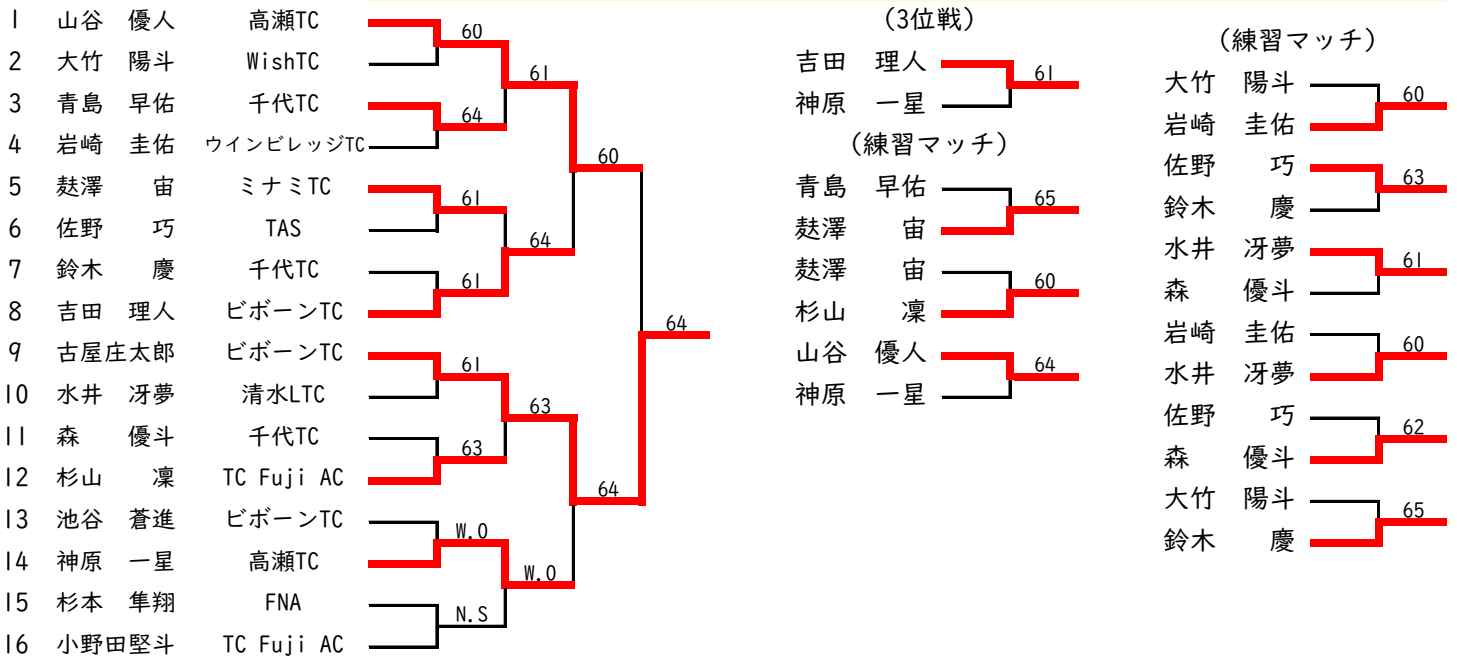 1 山谷 優人 高瀬TC
2 大竹 陽斗 WishTC
3 青島 早佑 千代TC
4 岩崎 圭佑 ウインビレッジTC
5 麸澤 宙 ミナミTC
6 佐野 巧 TAS
7 鈴木 慶 千代TC
8 吉田 理人 ビボーンTC
9 古屋庄太郎 ビボーンTC
10 水井 冴夢 清水LTC
11 森 優斗 千代TC
12 杉山 凜 TC Fuji AC
13 池谷 蒼進 ビボーンTC
14 神原 一星 高瀬TC
15 杉本 隼翔 FNA
16 小野田堅斗 TC Fuji AC
60
64
61
61
61
63
W.O
N.S
61
64
63
W.O
60
64
64
(3位戦)
吉田 理人
61
神原 一星
(練習マッチ)
青島 早佑
65
麸澤 宙
麸澤 宙
60
杉山 凜
山谷 優人
64
神原 一星
(練習マッチ)
大竹 陽斗
60
岩崎 圭佑
佐野 巧
63
鈴木 慶
水井 冴夢
61
森 優斗
岩崎 圭佑
60
水井 冴夢
佐野 巧
62
森 優斗
大竹 陽斗
65
鈴木 慶